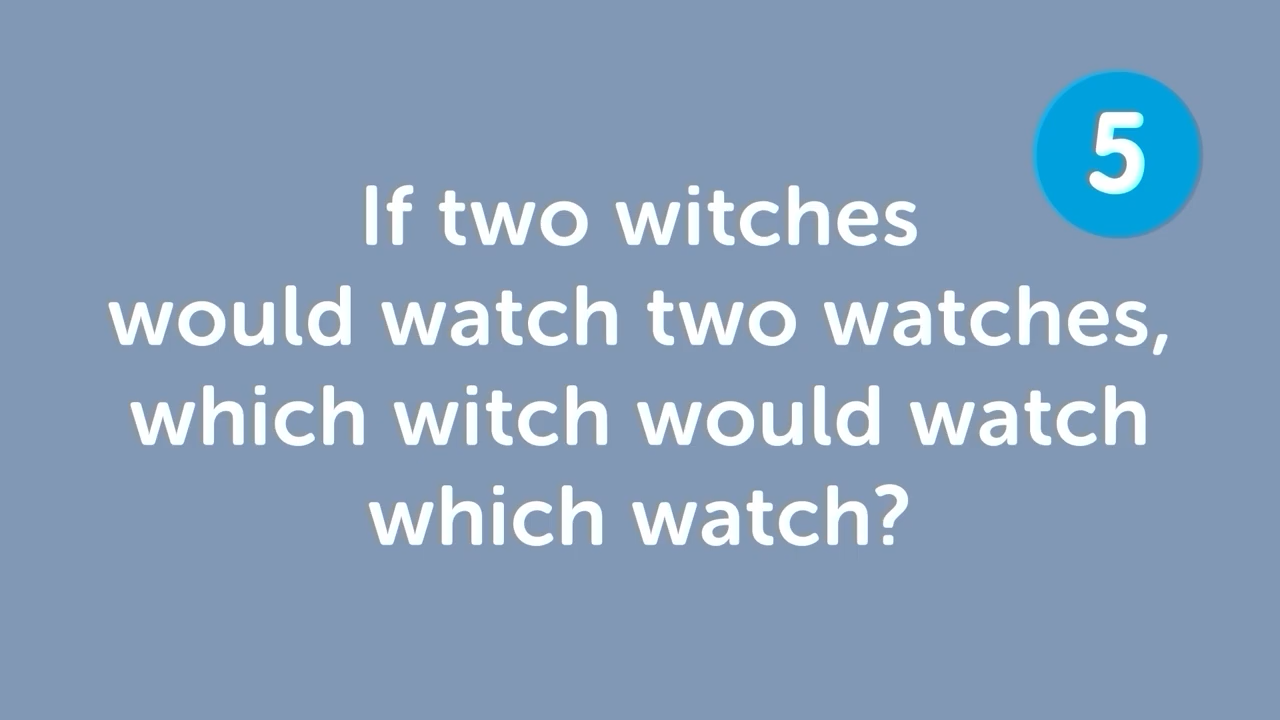 5
If two witches
would watch two watches,
which witch would watch
which watch?